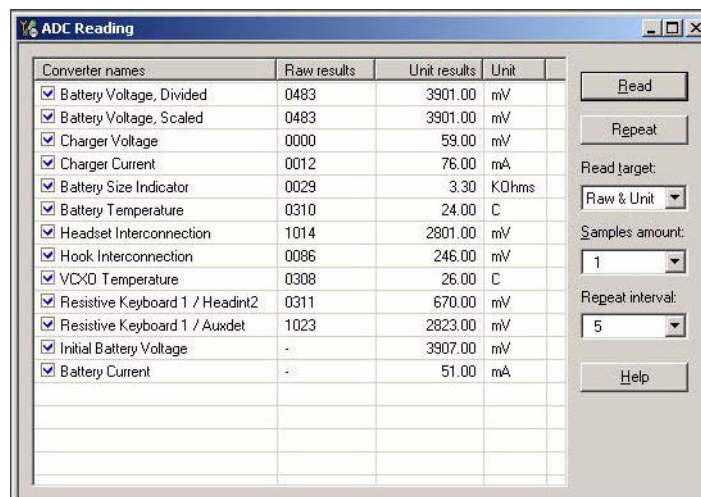 ADC Reading
Converter names Raw results Unit results Unit
Battery Voltage, Divided 0483 3901.00 mV
Battery Voltage, Scaled 0483 3901.00 mV
Charger Voltage 0000 59.00 mV
Charger Current 0012 76.00 mA
Battery Size Indicator 0029 3.30 KOhms
Battery Temperature 0310 24.00 C
Headset Interconnection 1014 2801.00 mV
Hook Interconnection 0086 246.00 mV
VCXO Temperature 0308 26.00 C
Resistive Keyboard 1 / Headint2 0311 670.00 mV
Resistive Keyboard 1 / Auxdet 1023 2823.00 mV
Initial Battery Voltage - 3907.00 mV
Battery Current - 51.00 mA
Read
Repeat
Read target:
Raw & Unit
Samples amount:
1
Repeat interval:
5
Help